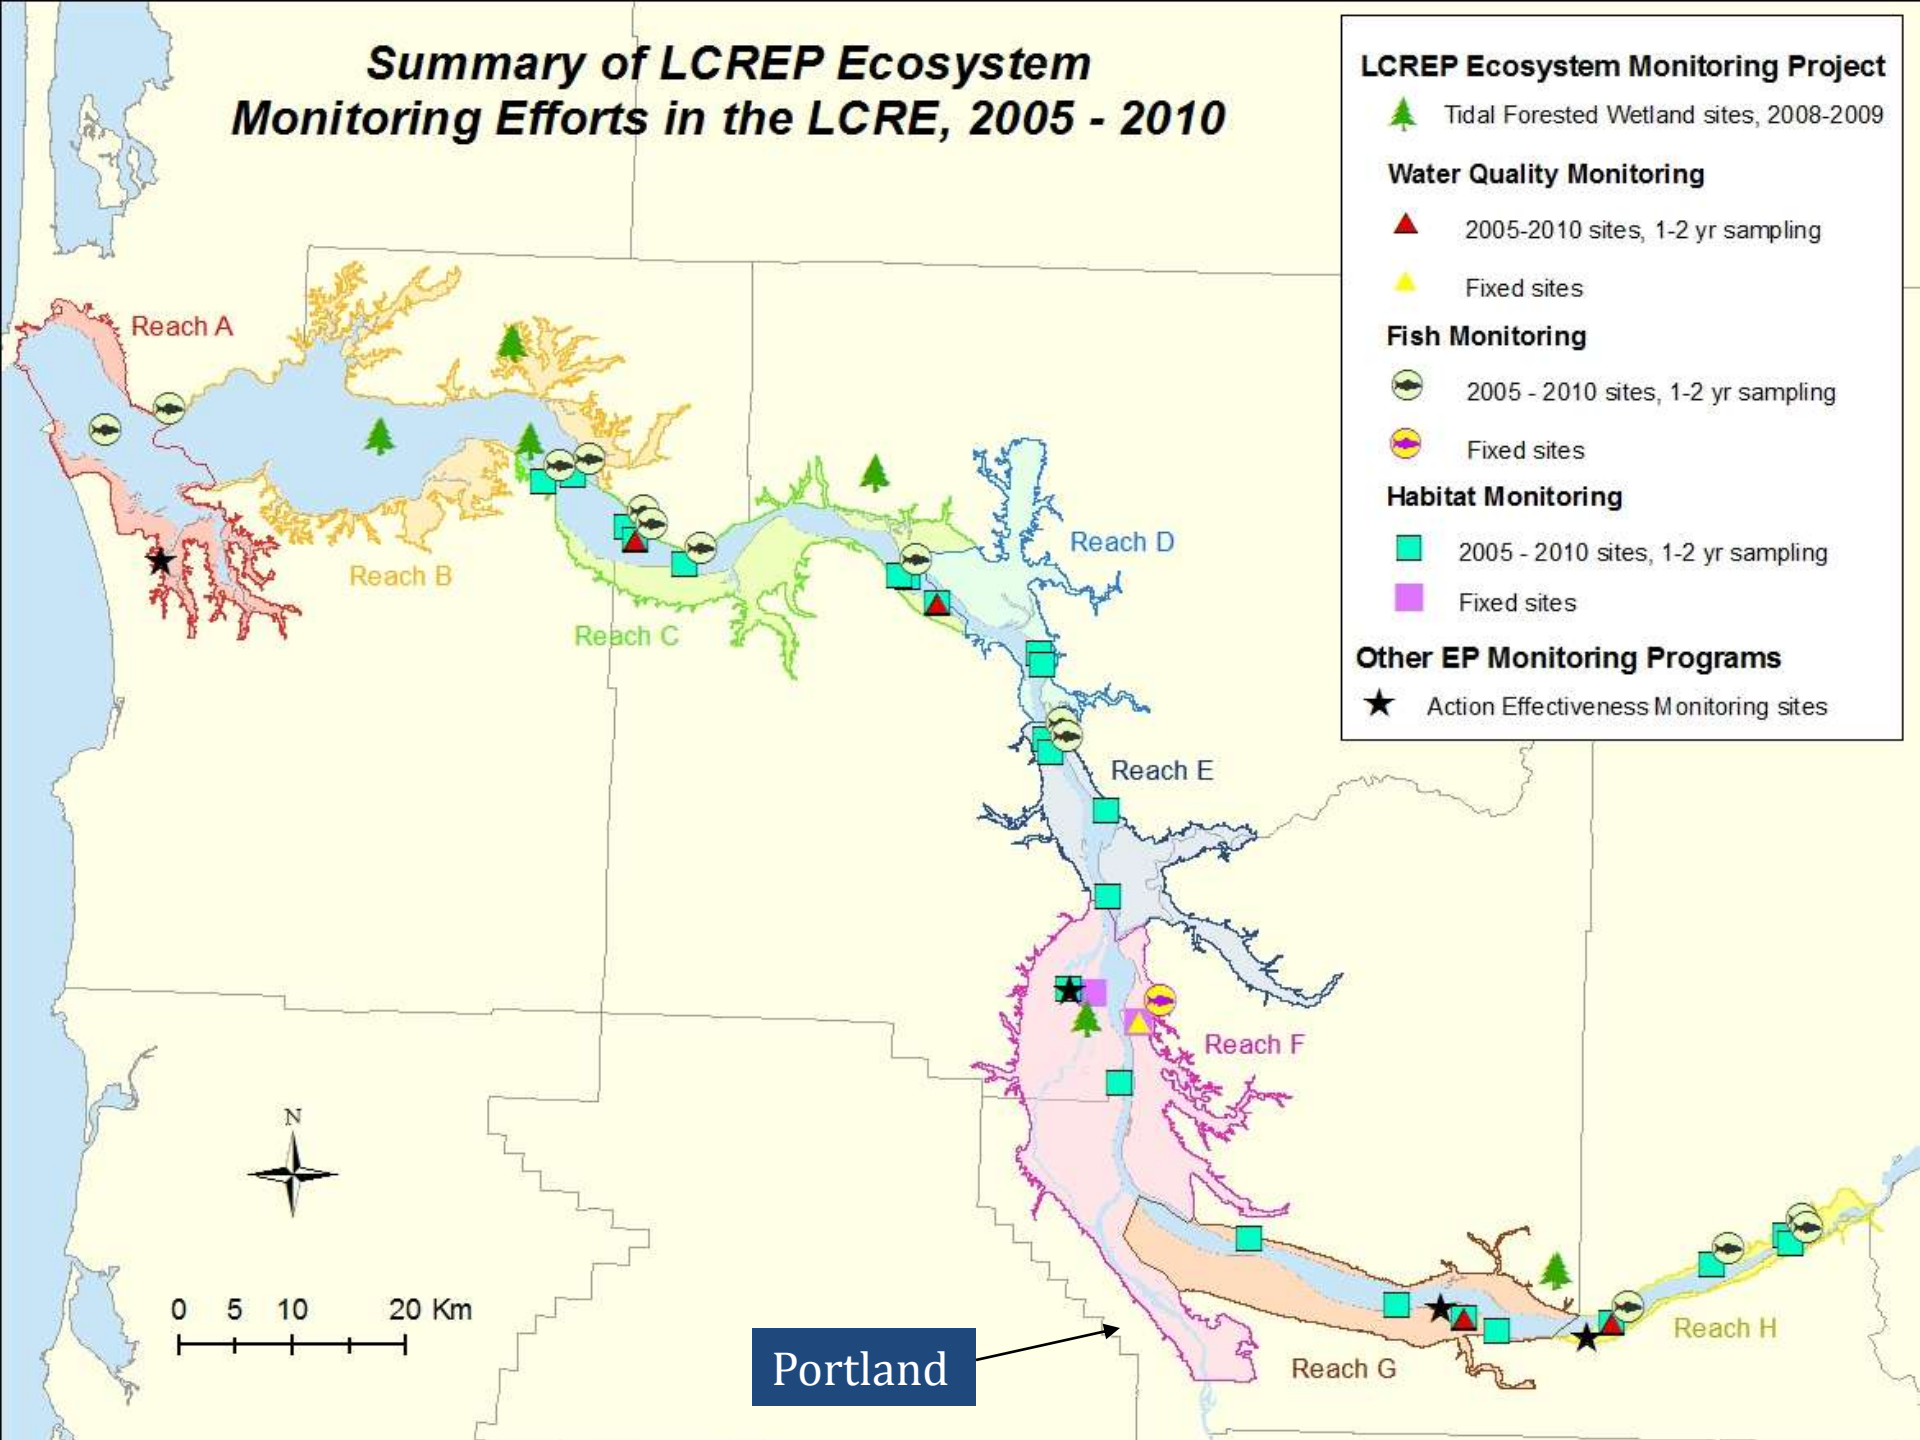 Summary of LCREP Ecosystem
Monitoring Efforts in the LCRE, 2005 - 2010
LCREP Ecosystem Monitoring Project
Tidal Forested Wetland sites, 2008-2009
Water Quality Monitoring
2005-2010 sites, 1-2 yr sampling
Fixed sites
Fish Monitoring
2005 - 2010 sites, 1-2 yr sampling
Fixed sites
Habitat Monitoring
2005 - 2010 sites, 1-2 yr sampling
Fixed sites
Other EP Monitoring Programs
Action Effectiveness Monitoring sites
Reach A
Reach B
Reach C
Reach D
Reach E
Reach F
Reach G
Reach H
N
0 5 10 20 Km
Portland